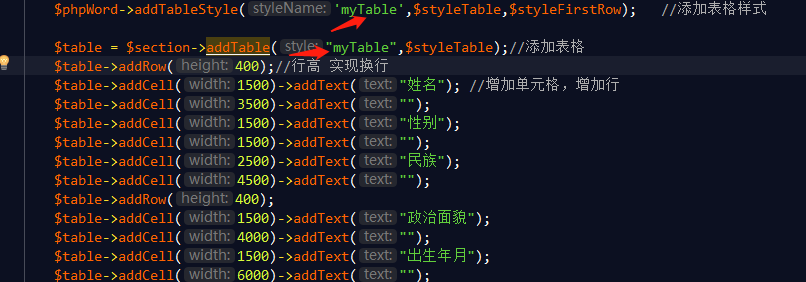 $phpWord->addTableStyle( styleName: 'myTable',$styleTable,$styleFirstRow);   //添加表格样式
$table = $section->addTable( style: "myTable",$styleTable);//添加表格
$table->addRow( height: 400);//行高 实现换行
$table->addCell( width: 1500)->addText( text: "姓名"); //增加单元格，增加行
$table->addCell( width: 3500)->addText( text: "");
$table->addCell( width: 1500)->addText( text: "性别");
$table->addCell( width: 1500)->addText( text: "");
$table->addCell( width: 2500)->addText( text: "民族");
$table->addCell( width: 4500)->addText( text: "");
$table->addRow( height: 400);
$table->addCell( width: 1500)->addText( text: "政治面貌");
$table->addCell( width: 4000)->addText( text: "");
$table->addCell( width: 1500)->addText( text: "出生年月");
$table->addCell( width: 6000)->addText( text: "");